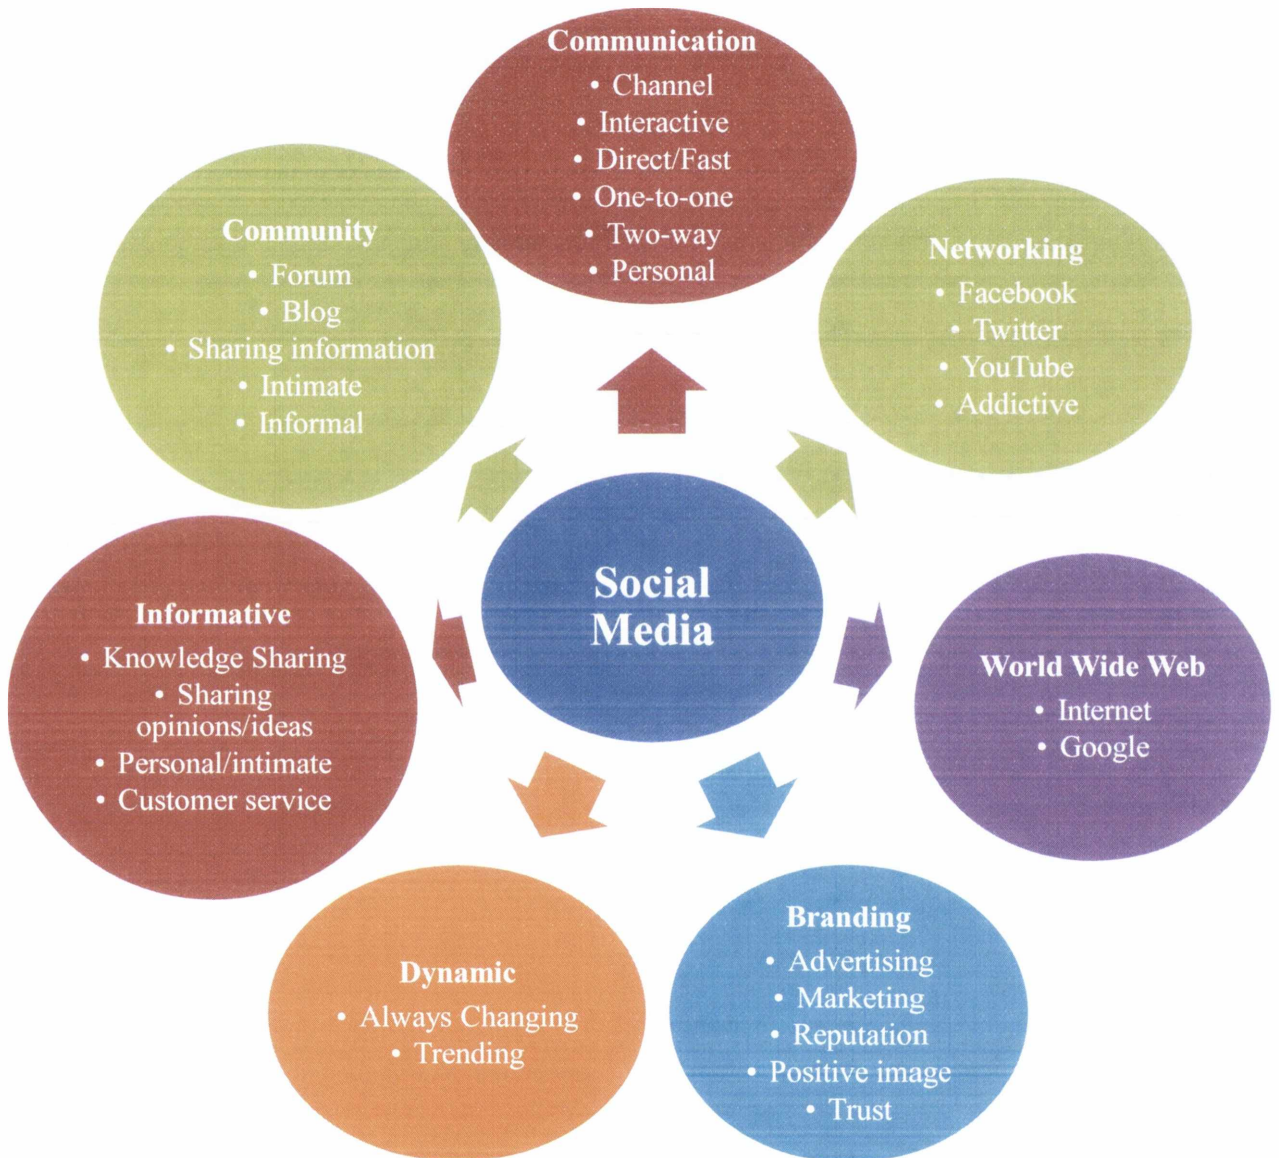 Communication
• Channel
• Interactive
• Direct/Fast
• One-to-one
• Two-way
• Personal
Networking
• Facebook
• Twitter
• YouTube
• Addictive
World Wide Web
• Internet
• Google
Branding
• Advertising
• Marketing
• Reputation
• Positive image
• Trust
Dynamic
• Always Changing
• Trending
Informative
• Knowledge Sharing
• Sharing
opinions/ideas
• Personal/intimate
• Customer service
Community
• Forum
• Blog
• Sharing information
• Intimate
• Informal
Social
Media